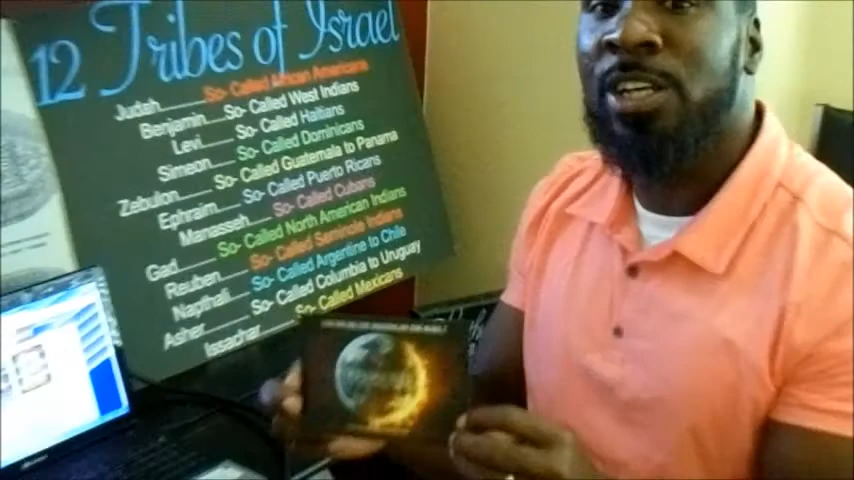 12 Tribes of Israel
Judah.........So- Called African Americans
Benjamin.......So- Called West Indians
Levi.........So- Called Haitians
Simeon.......So- Called Dominicans
Zebulon.......So- Called Guatemala to Panama
Ephraim.......So- Called Puerto Ricans
Manasseh.......So- Called Cubans
Gad.........So- Called North American Indians
Reuben.......So- Called Seminole Indians
Napthali.......So- Called Argentine to Chile
Asher.........So- Called Columbia to Uruguay
Issachar.......So- Called Mexicans